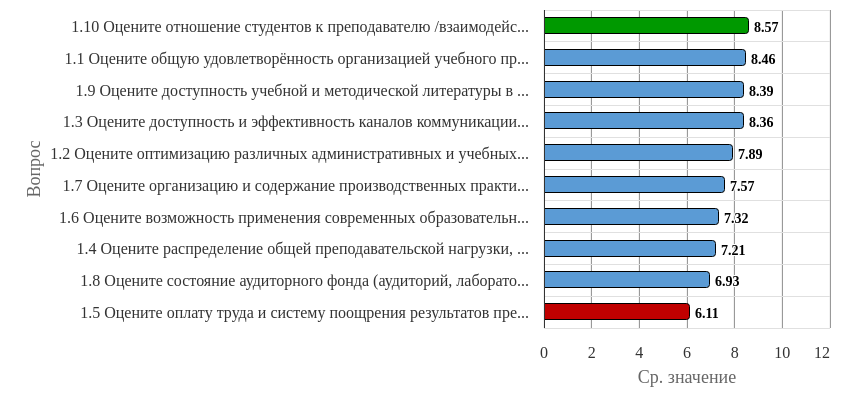 1.10 Оцените отношение студентов к преподавателю /взаимодейс... 8.57
1.1 Оцените общую удовлетворённость организацией учебного пр... 8.46
1.9 Оцените доступность учебной и методической литературы в ... 8.39
1.3 Оцените доступность и эффективность каналов коммуникации... 8.36
1.2 Оцените оптимизацию различных административных и учебных... 7.89
1.7 Оцените организацию и содержание производственных практи... 7.57
1.6 Оцените возможность применения современных образовательн... 7.32
1.4 Оцените распределение общей преподавательской нагрузки, ... 7.21
1.8 Оцените состояние аудиторного фонда (аудиторий, лаборато... 6.93
1.5 Оцените оплату труда и систему поощрения результатов пре... 6.11
Вопрос
0 2 4 6 8 10 12
Ср. значение